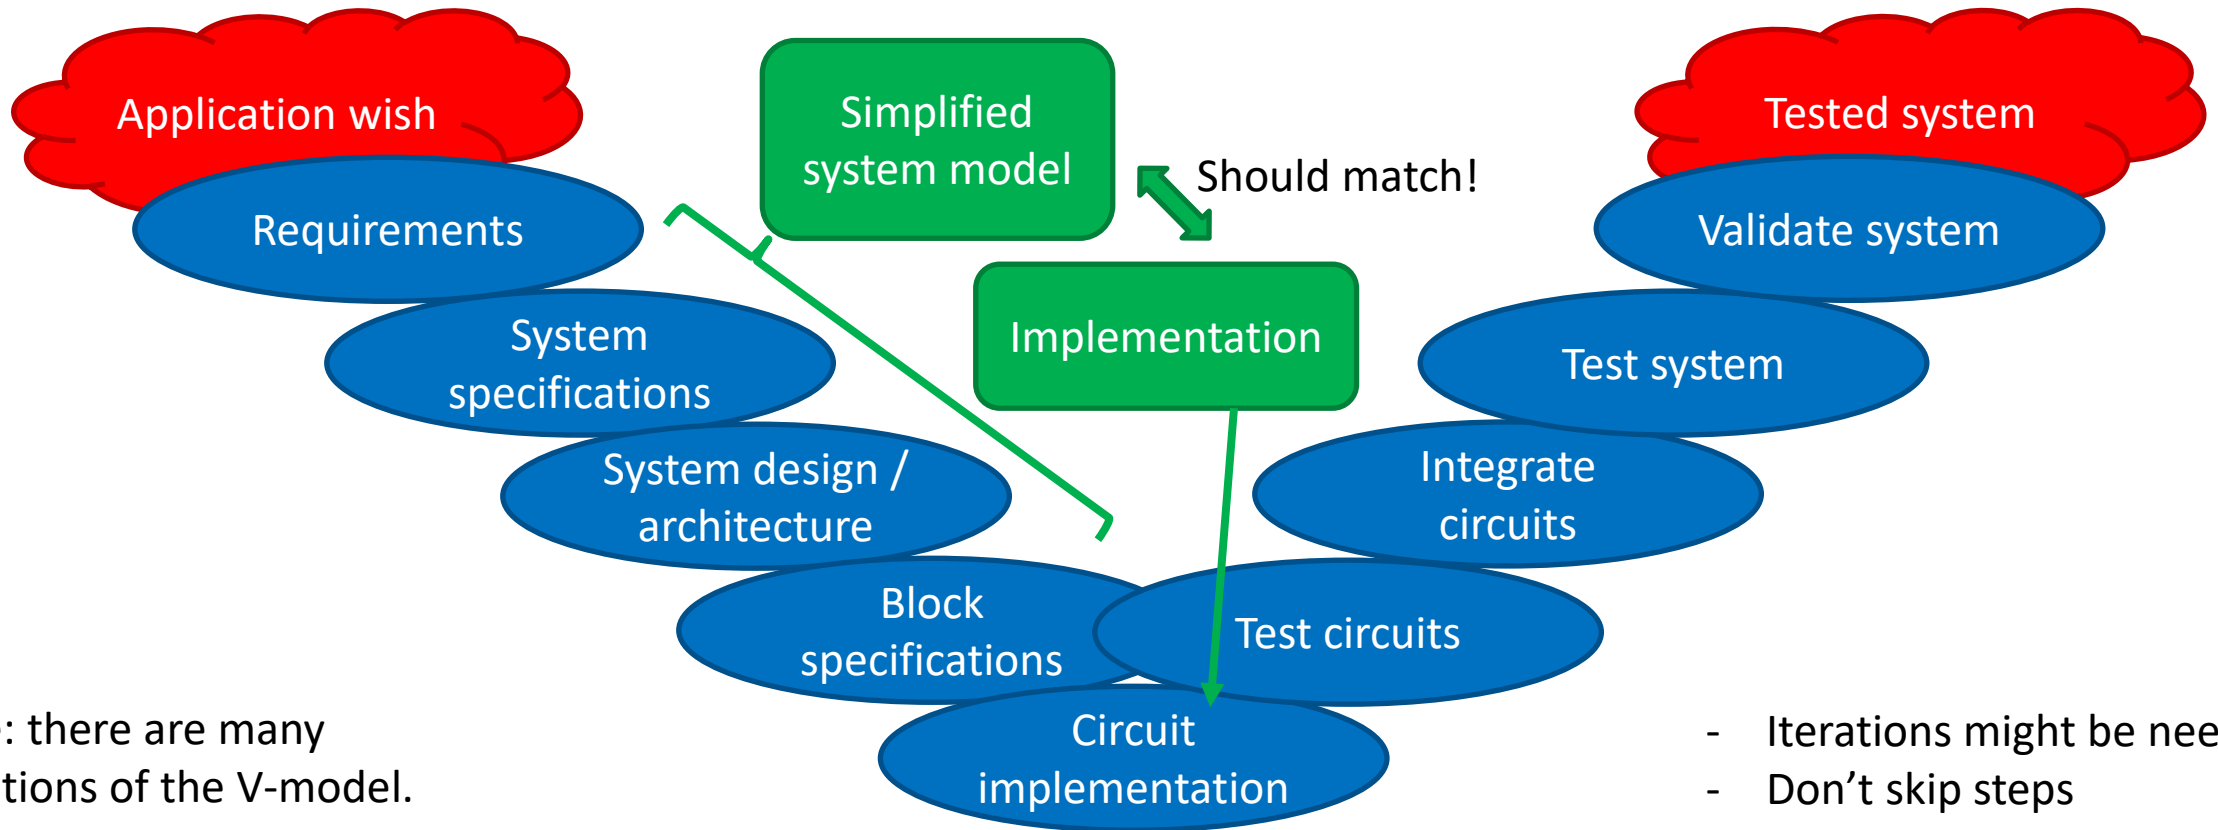 Application wish
Simplified
system model
Should match!
Tested system
Requirements
Validate system
System
specifications
Implementation
Test system
System design /
architecture
Integrate
circuits
Block
specifications
Test circuits
Circuit
implementation
: there are many
tions of the V-model.
- Iterations might be nee
- Don’t skip steps